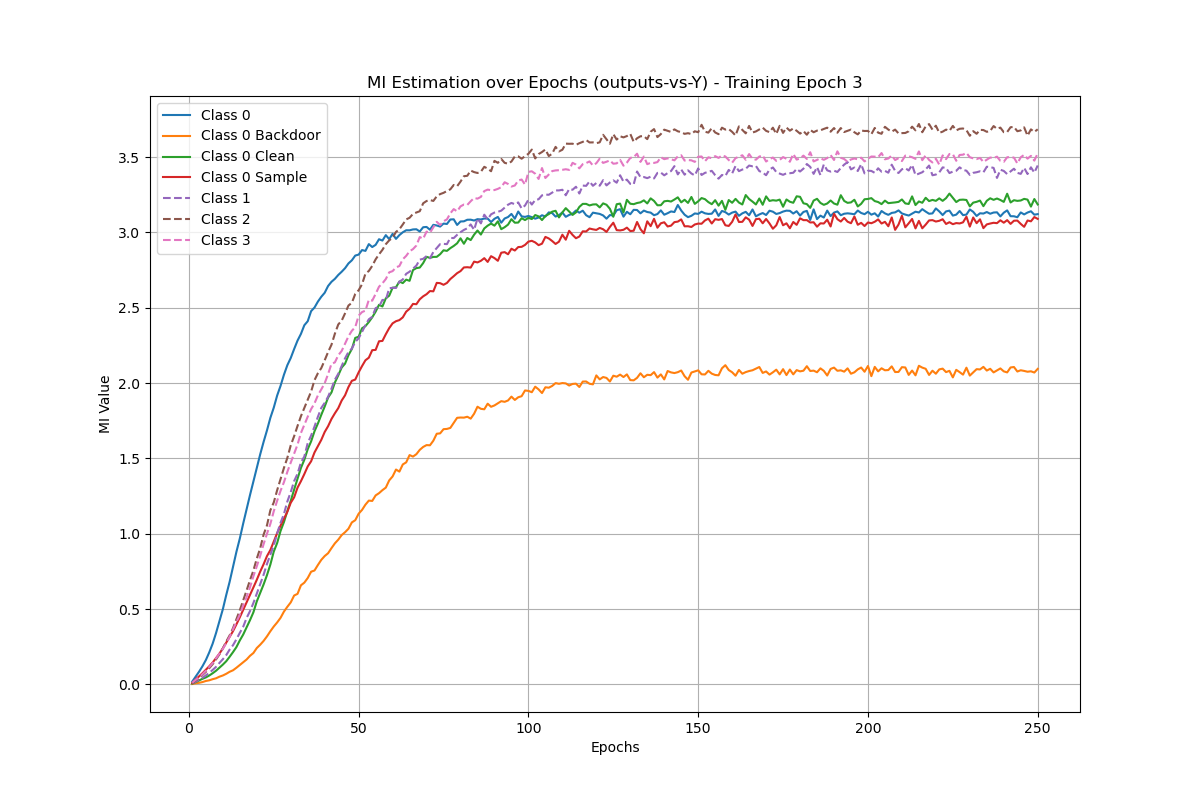 MI Estimation over Epochs (outputs-vs-Y) - Training Epoch 3
Class 0
Class 0 Backdoor
Class 0 Clean
Class 0 Sample
Class 1
Class 2
Class 3
3.5
3.0
2.5
2.0
1.5
1.0
0.5
0.0
MI Value
0 50 100 150 200 250
Epochs